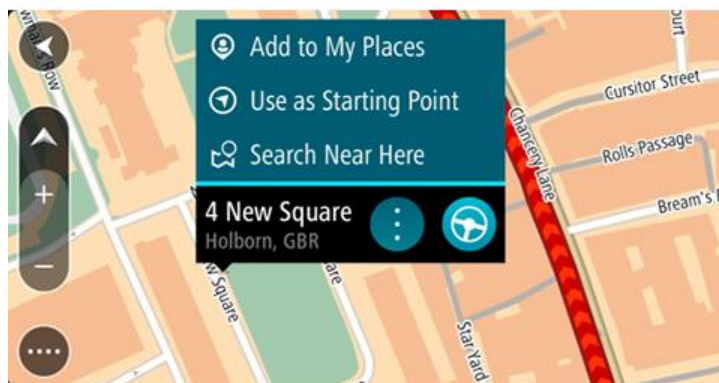 Add to My Places
Use as Starting Point
Search Near Here
4 New Square
Holborn, GBR
Row
Cursitor Street
Chancery Lane
Rolls Passage
Bream's
Square
Star Yard